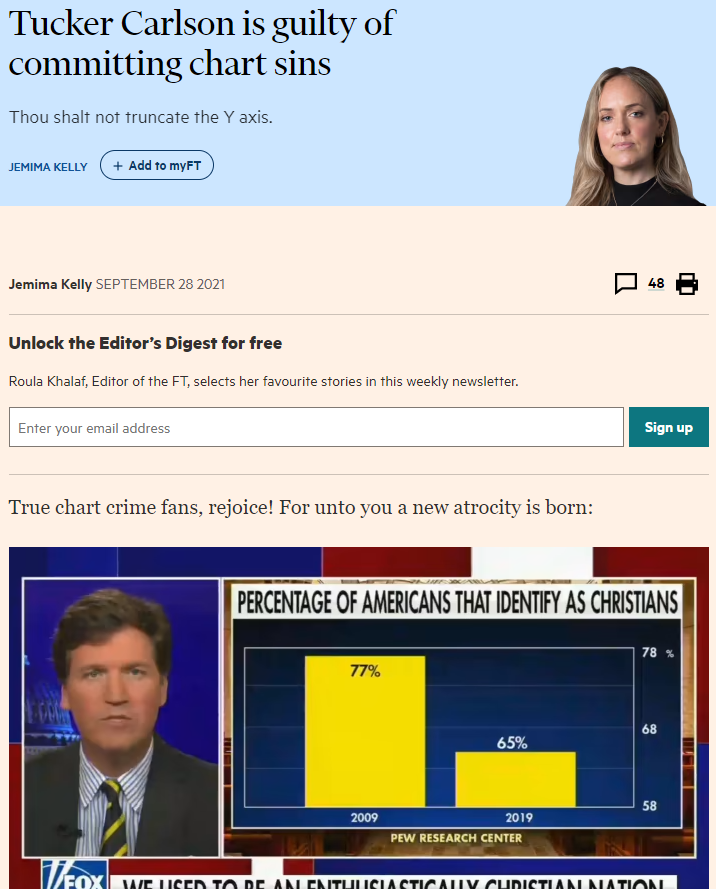 Tucker Carlson is guilty of
committing chart sins
Thou shalt not truncate the Y axis.
JEMIMA KELLY + Add to myFT
Jemima Kelly SEPTEMBER 28 2021 48
Unlock the Editor's Digest for free
Roula Khalaf, Editor of the FT, selects her favourite stories in this weekly newsletter.
Enter your email address Sign up
True chart crime fans, rejoice! For unto you a new atrocity is born:
PERCENTAGE OF AMERICANS THAT IDENTIFY AS CHRISTIANS
78 %
77%
68
65%
58
2009 2019
PEW RESEARCH CENTER
FOX
WE USED TO BE AN ENTHUSIASTICALLY CHRISTIAN NATION